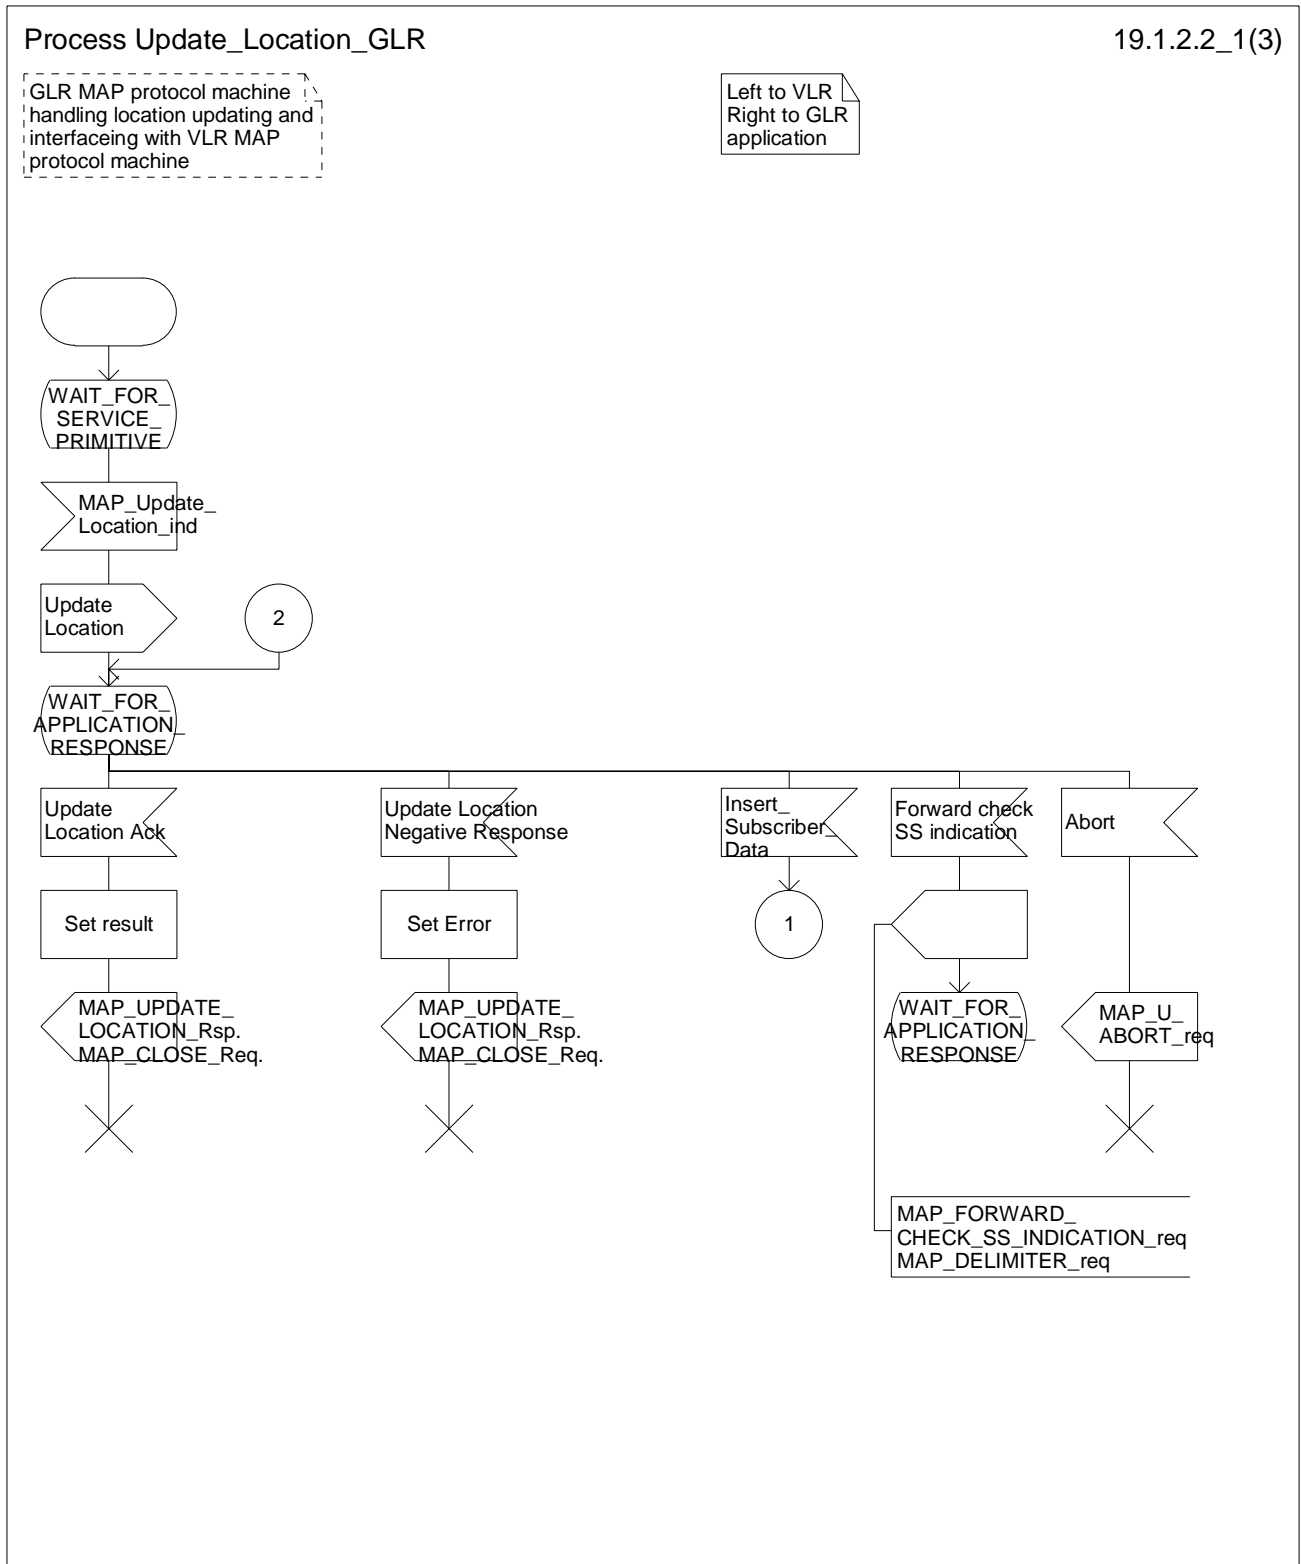 Process Update_Location_GLR
19.1.2.2_1(3)
GLR MAP protocol machine
handling location updating and
interfaceing with VLR MAP
protocol machine
Left to VLR
Right to GLR
application
WAIT_FOR_
SERVICE_
PRIMITIVE
MAP_Update_
Location_ind
Update
Location
2
WAIT_FOR_
APPLICATION_
RESPONSE
Update
Location Ack
Update Location
Negative Response
Insert_
Subscriber_
Data
Forward check
SS indication
Abort
Set result
Set Error
1
MAP_UPDATE_
LOCATION_Rsp.
MAP_CLOSE_Req.
MAP_UPDATE_
LOCATION_Rsp.
MAP_CLOSE_Req.
WAIT_FOR_
APPLICATION_
RESPONSE
MAP_U_
ABORT_req
MAP_FORWARD_
CHECK_SS_INDICATION_req
MAP_DELIMITER_req